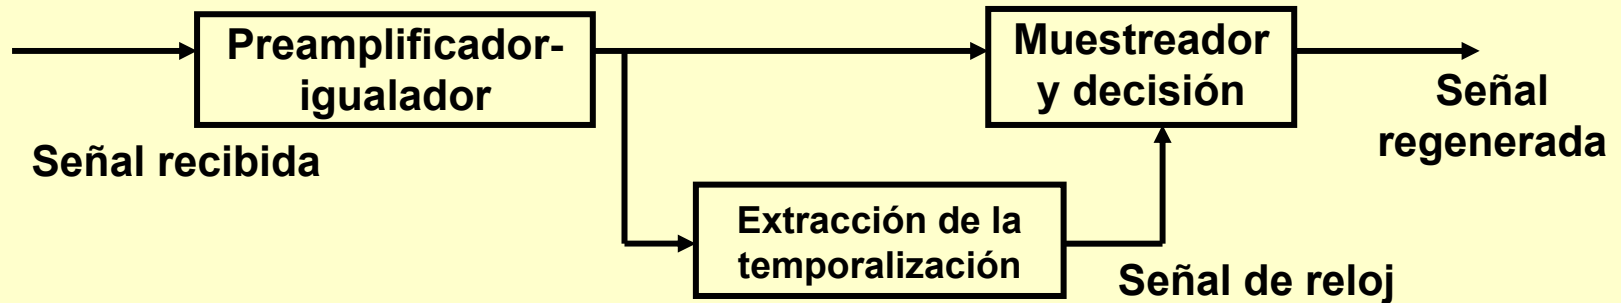 Preamplificador-
igualador
Muestreador
y decisión
Señal
regenerada
Señal recibida
Extracción de la
temporalización
Señal de reloj